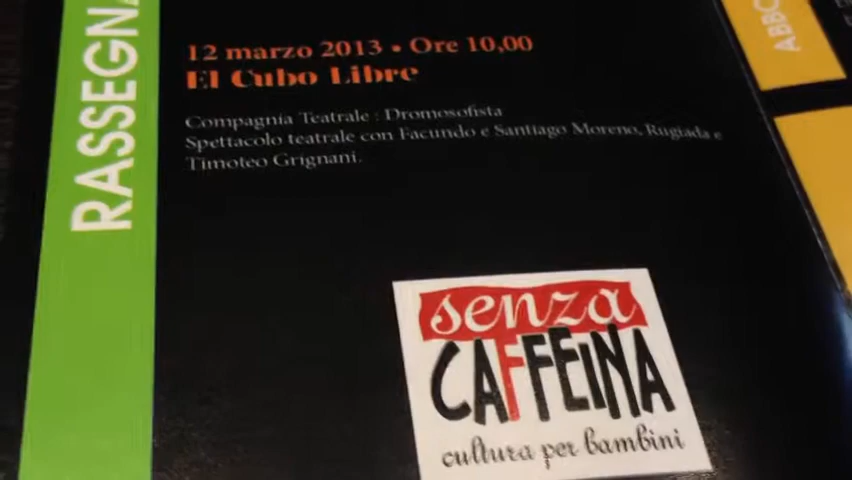 RASSEGNA
12 marzo 2013 • Ore 10,00
El Cubo Libre
Compagnia Teatrale : Dromosofista
Spettacolo teatrale con Facundo e Santiago Moreno, Rugiada e
Timoteo Grignani.
senza
CAFFEiNA
cultura per bambini
ABBO